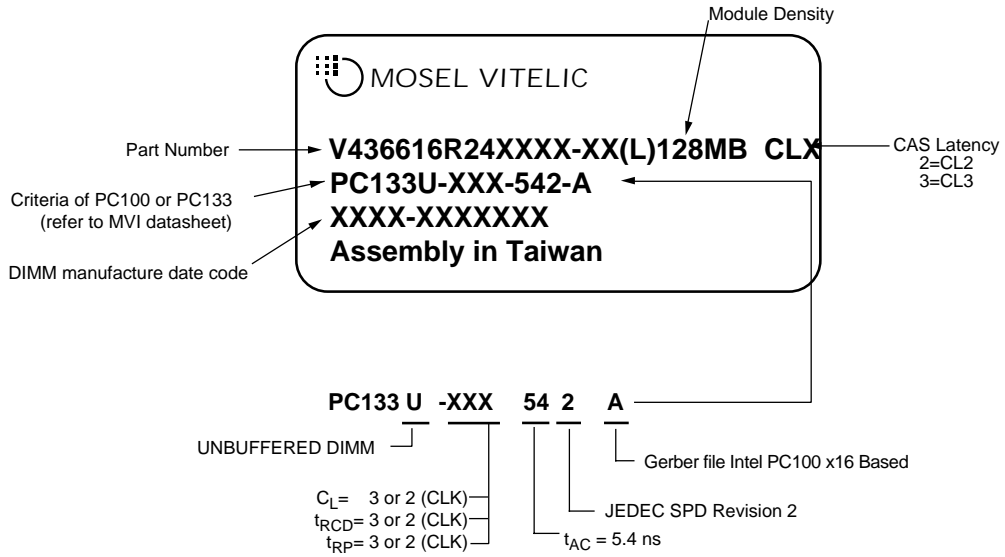 Module Density
MOSEL VITELIC
Part Number
V436616R24XXXX-XX(L)128MB CLX
CAS Latency
2=CL2
3=CL3
Criteria of PC100 or PC133
(refer to MVI datasheet)
PC133U-XXX-542-A
XXXX-XXXXXXX
DIMM manufacture date code
Assembly in Taiwan
PC133 U -XXX 54 2 A
UNBUFFERED DIMM
Gerber file Intel PC100 x16 Based
CL= 3 or 2 (CLK)
tRCD= 3 or 2 (CLK)
tRP= 3 or 2 (CLK)
JEDEC SPD Revision 2
tAC = 5.4 ns